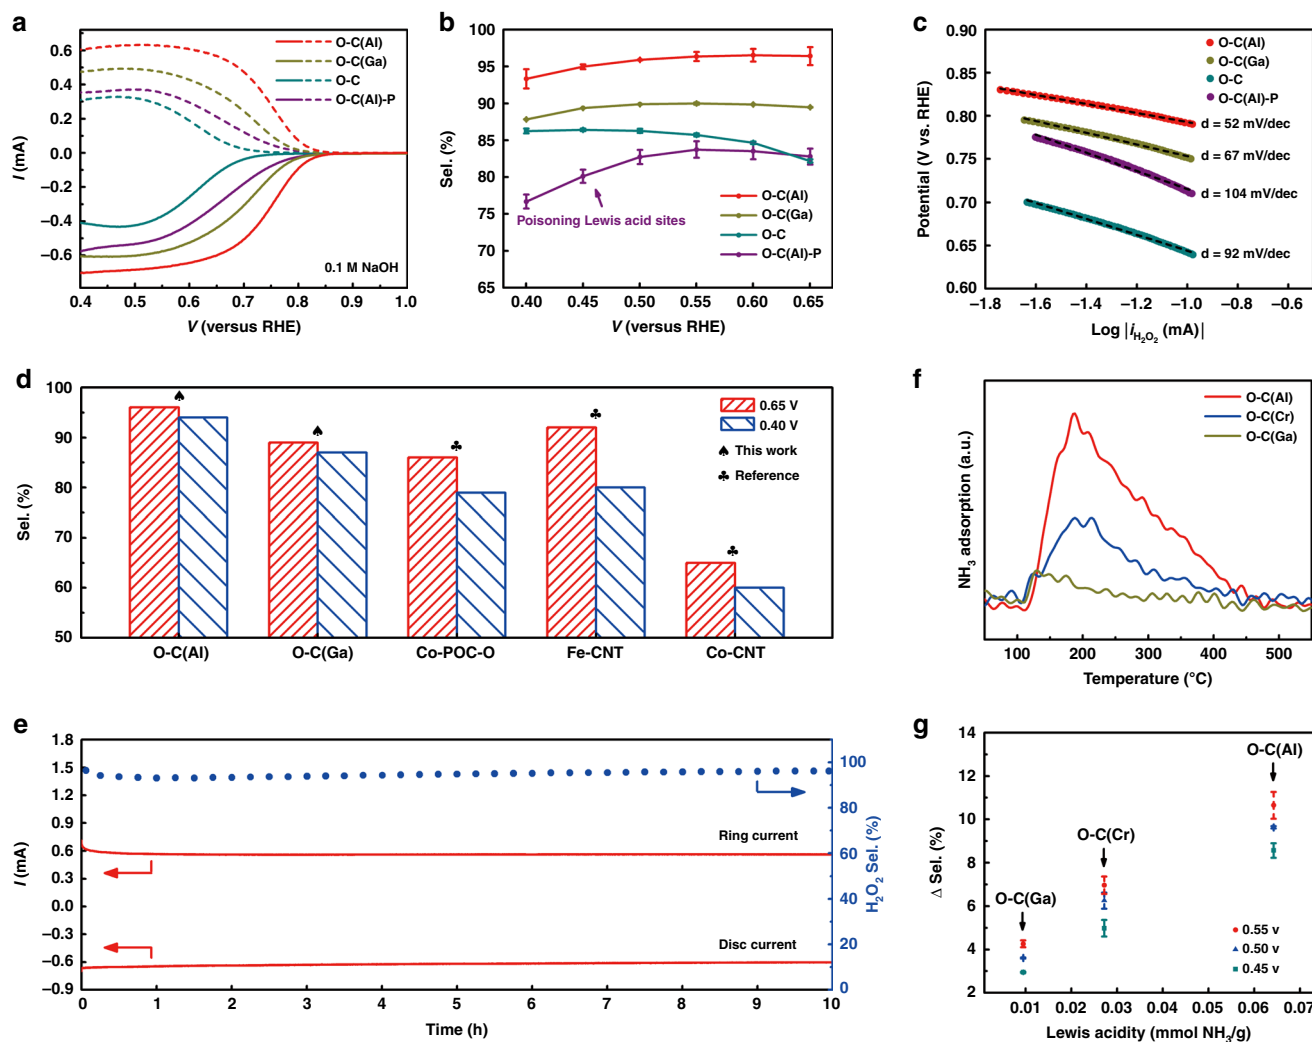 a
I (mA)
0.6
0.4
0.2
0.0
−0.2
−0.4
−0.6
O-C(Al)
O-C(Ga)
O-C
O-C(Al)-P
0.1 M NaOH
0.4 0.5 0.6 0.7 0.8 0.9 1.0
V (versus RHE)
b
Sel. (%)
100
95
90
85
80
75
70
65
Poisoning Lewis acid sites
O-C(Al)
O-C(Ga)
O-C
O-C(Al)-P
0.40 0.45 0.50 0.55 0.60 0.65
V (versus RHE)
c
Potential (V vs. RHE)
0.90
0.85
0.80
0.75
0.70
0.65
0.60
O-C(Al)
O-C(Ga)
O-C
O-C(Al)-P
d = 52 mV/dec
d = 67 mV/dec
d = 104 mV/dec
d = 92 mV/dec
−1.8 −1.6 −1.4 −1.2 −1.0 −0.8 −0.6
Log |iH2O2 (mA)|
d
Sel. (%)
100
90
80
70
60
50
0.65 V
0.40 V
♠ This work
♣ Reference
♠ ♠ ♣ ♣ ♣
O-C(Al) O-C(Ga) Co-POC-O Fe-CNT Co-CNT
f
NH3 adsorption (a.u.)
O-C(Al)
O-C(Cr)
O-C(Ga)
100 200 300 400 500
Temperature (°C)
e
I (mA)
1.8
1.5
1.2
0.9
0.6
0.3
0.0
−0.3
−0.6
−0.9
Ring current
Disc current
100
80
60
40
20
0
H2O2 Sel. (%)
0 1 2 3 4 5 6 7 8 9 10
Time (h)
g
Δ Sel. (%)
14
12
10
8
6
4
2
O-C(Al)
O-C(Cr)
O-C(Ga)
0.55 v
0.50 v
0.45 v
0.01 0.02 0.03 0.04 0.05 0.06 0.07
Lewis acidity (mmol NH3/g)